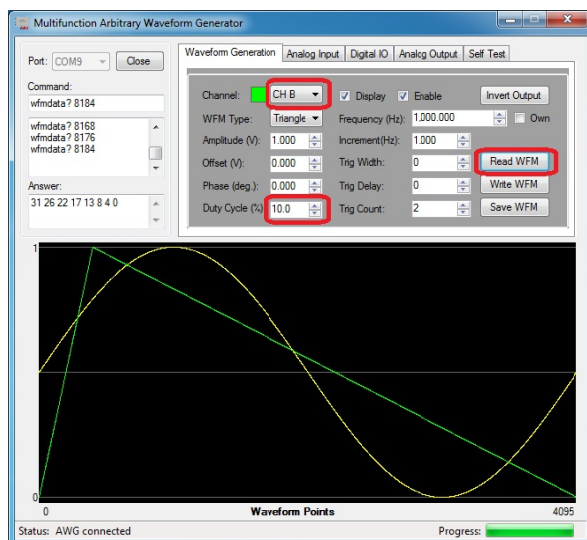 Multifunction Arbitrary Waveform Generator
Port: COM9 Close
Command:
wfmdata? 8184
wfmdata? 8168
wfmdata? 8176
wfmdata? 8184
Answer:
31 26 22 17 13 8 4 0
Waveform Generation Analog Input Digital IO Analog Output Self Test
Channel: CH B Display Enable Invert Output
WFM Type: Triangle Frequency (Hz): 1,000.000 Own
Amplitude (V): 1.000 Increment(Hz): 1.000
Offset (V): 0.000 Trig Width: 0 Read WFM
Phase (deg.): 0.000 Trig Delay: 0 Write WFM
Duty Cycle (%) 10.0 Trig Count: 2 Save WFM
1
0
0 Waveform Points 4095
Status: AWG connected Progress: